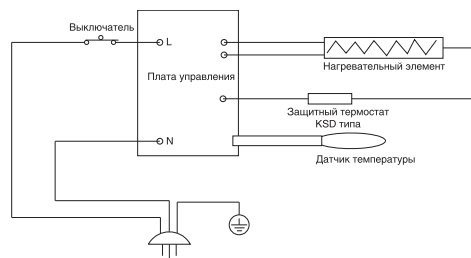 Выключатель
L
Плата управления
Нагревательный элемент
Защитный термостат
KSD типа
N
Датчик температуры